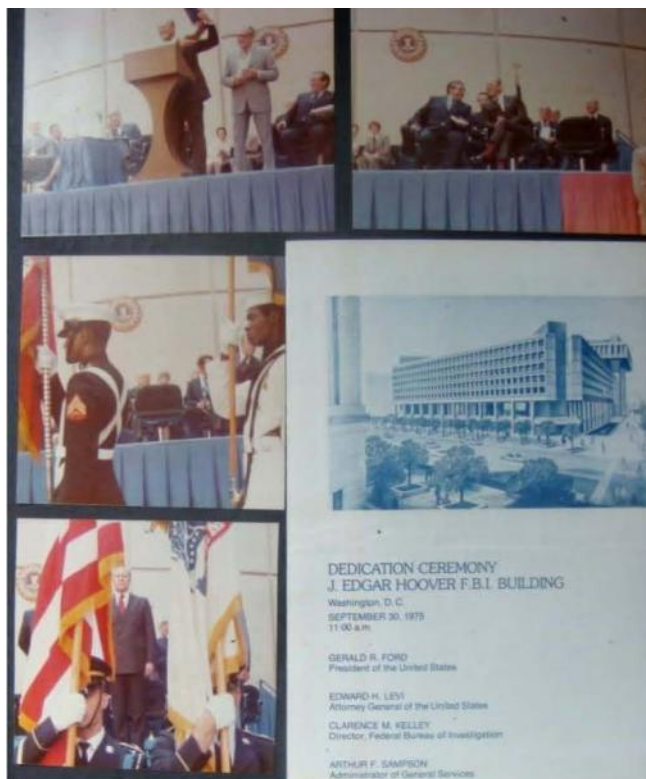 DEDICATION CEREMONY
J. EDGAR HOOVER F.B.I. BUILDING
Washington, D.C.
SEPTEMBER 30, 1975
11:00 a.m.
GERALD R. FORD
President of the United States
EDWARD H. LEVI
Attorney General of the United States
CLARENCE M. KELLEY
Director, Federal Bureau of Investigation
ARTHUR F. SAMPSON
Administrator of General Services